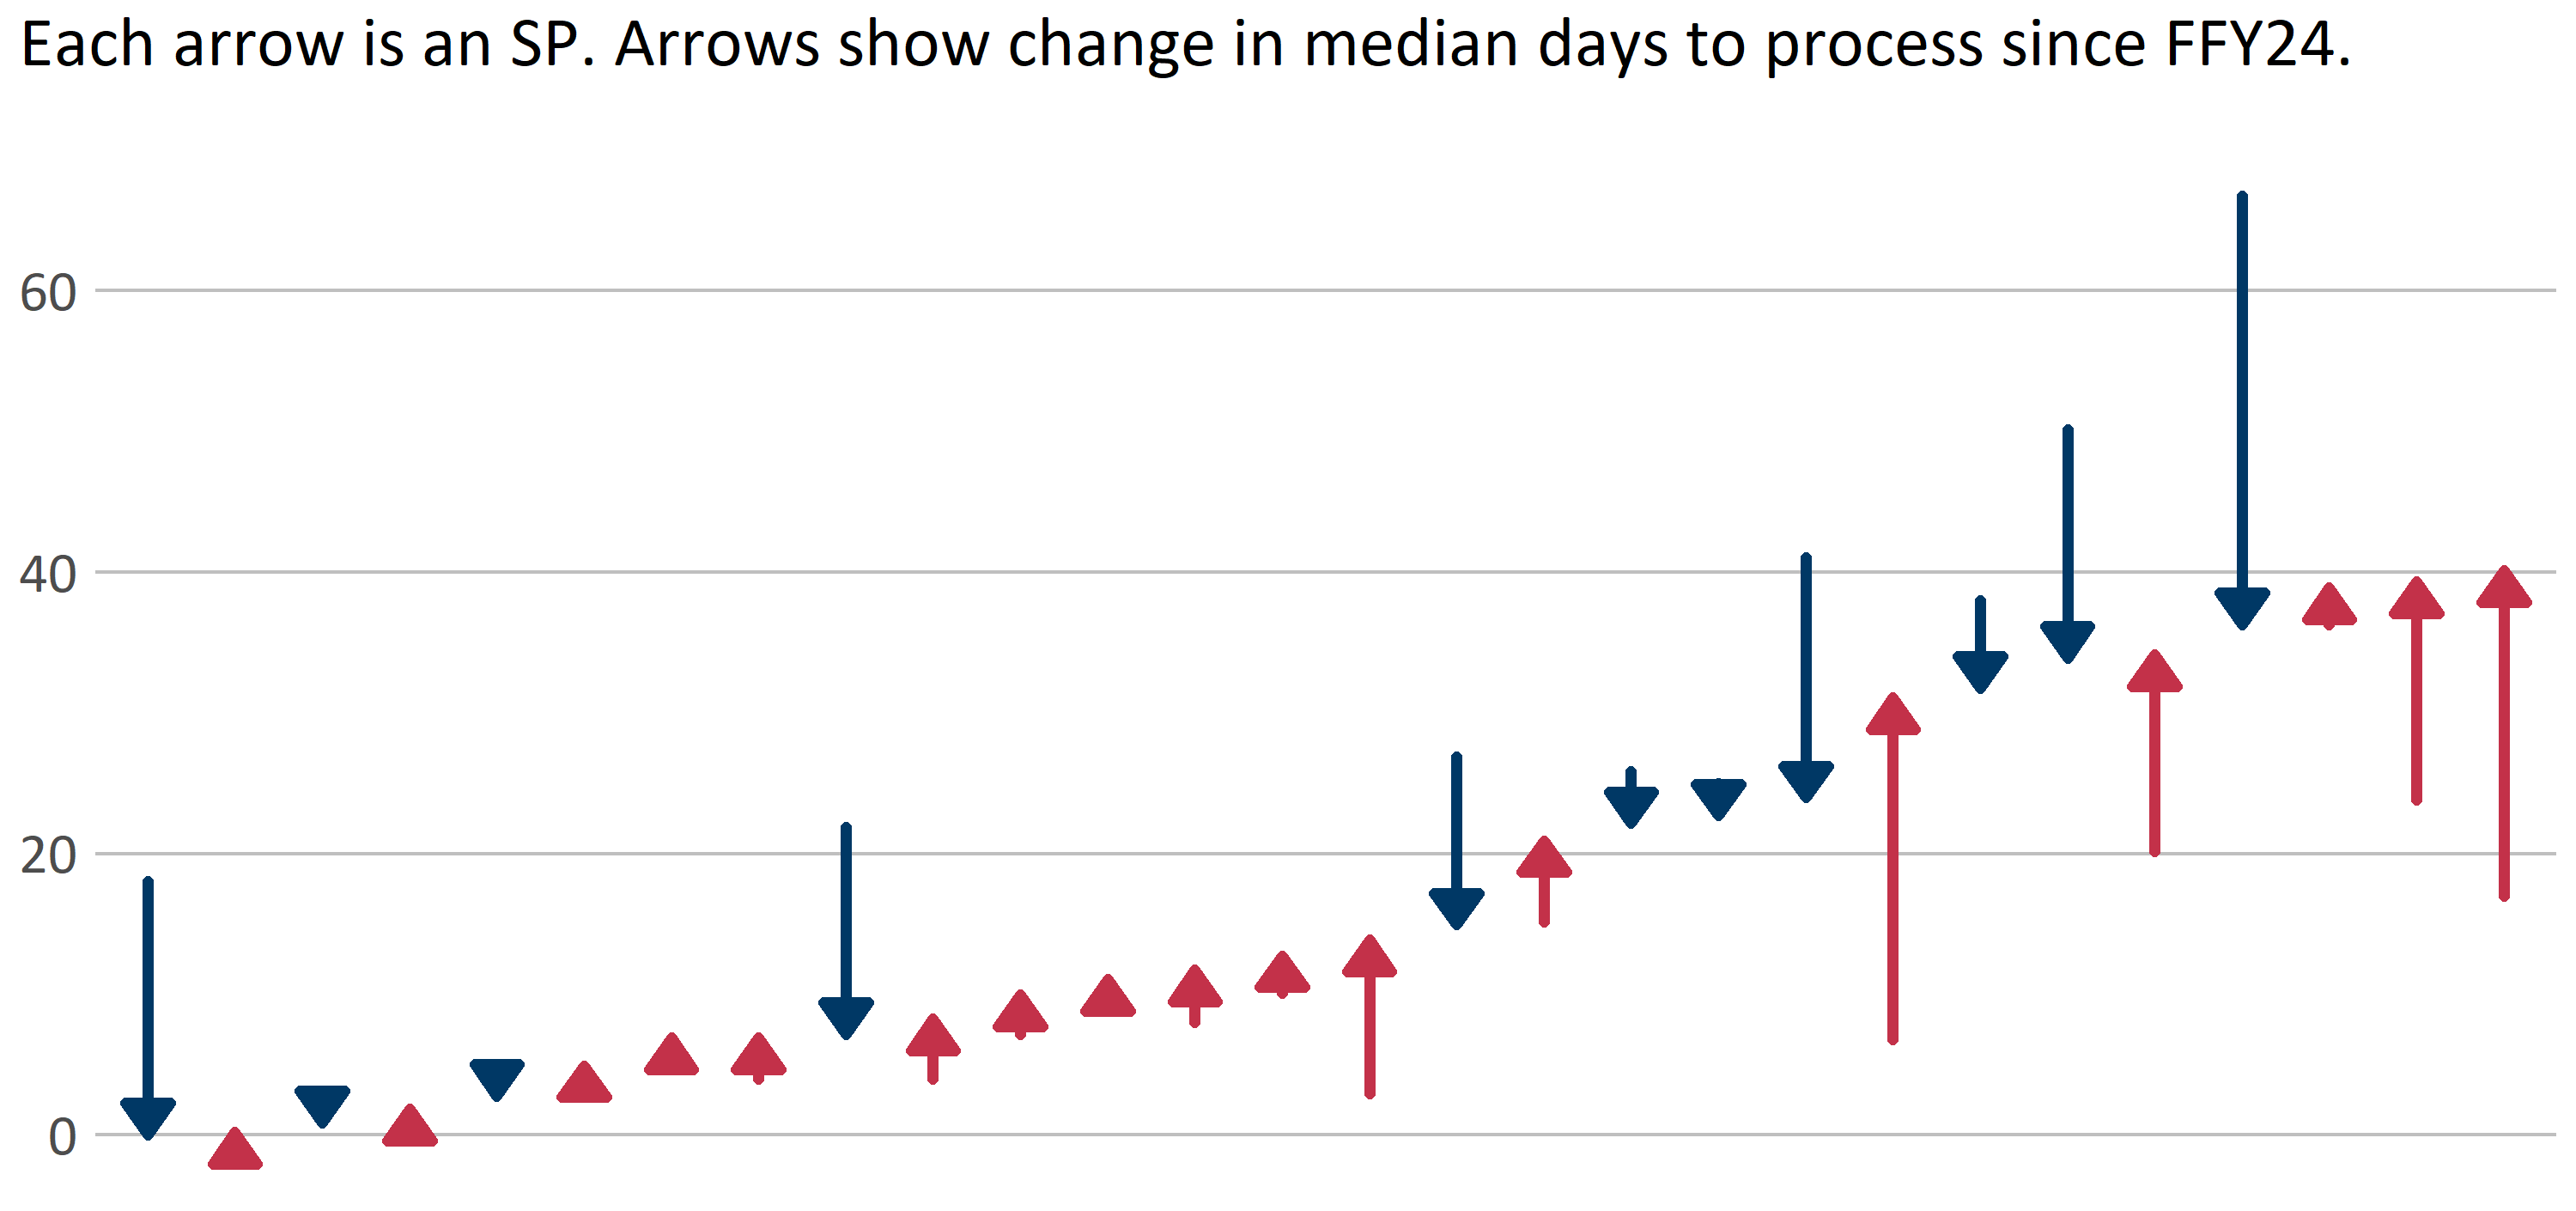 Each arrow is an SP. Arrows show change in median days to process since FFY24.
60
40
20
0